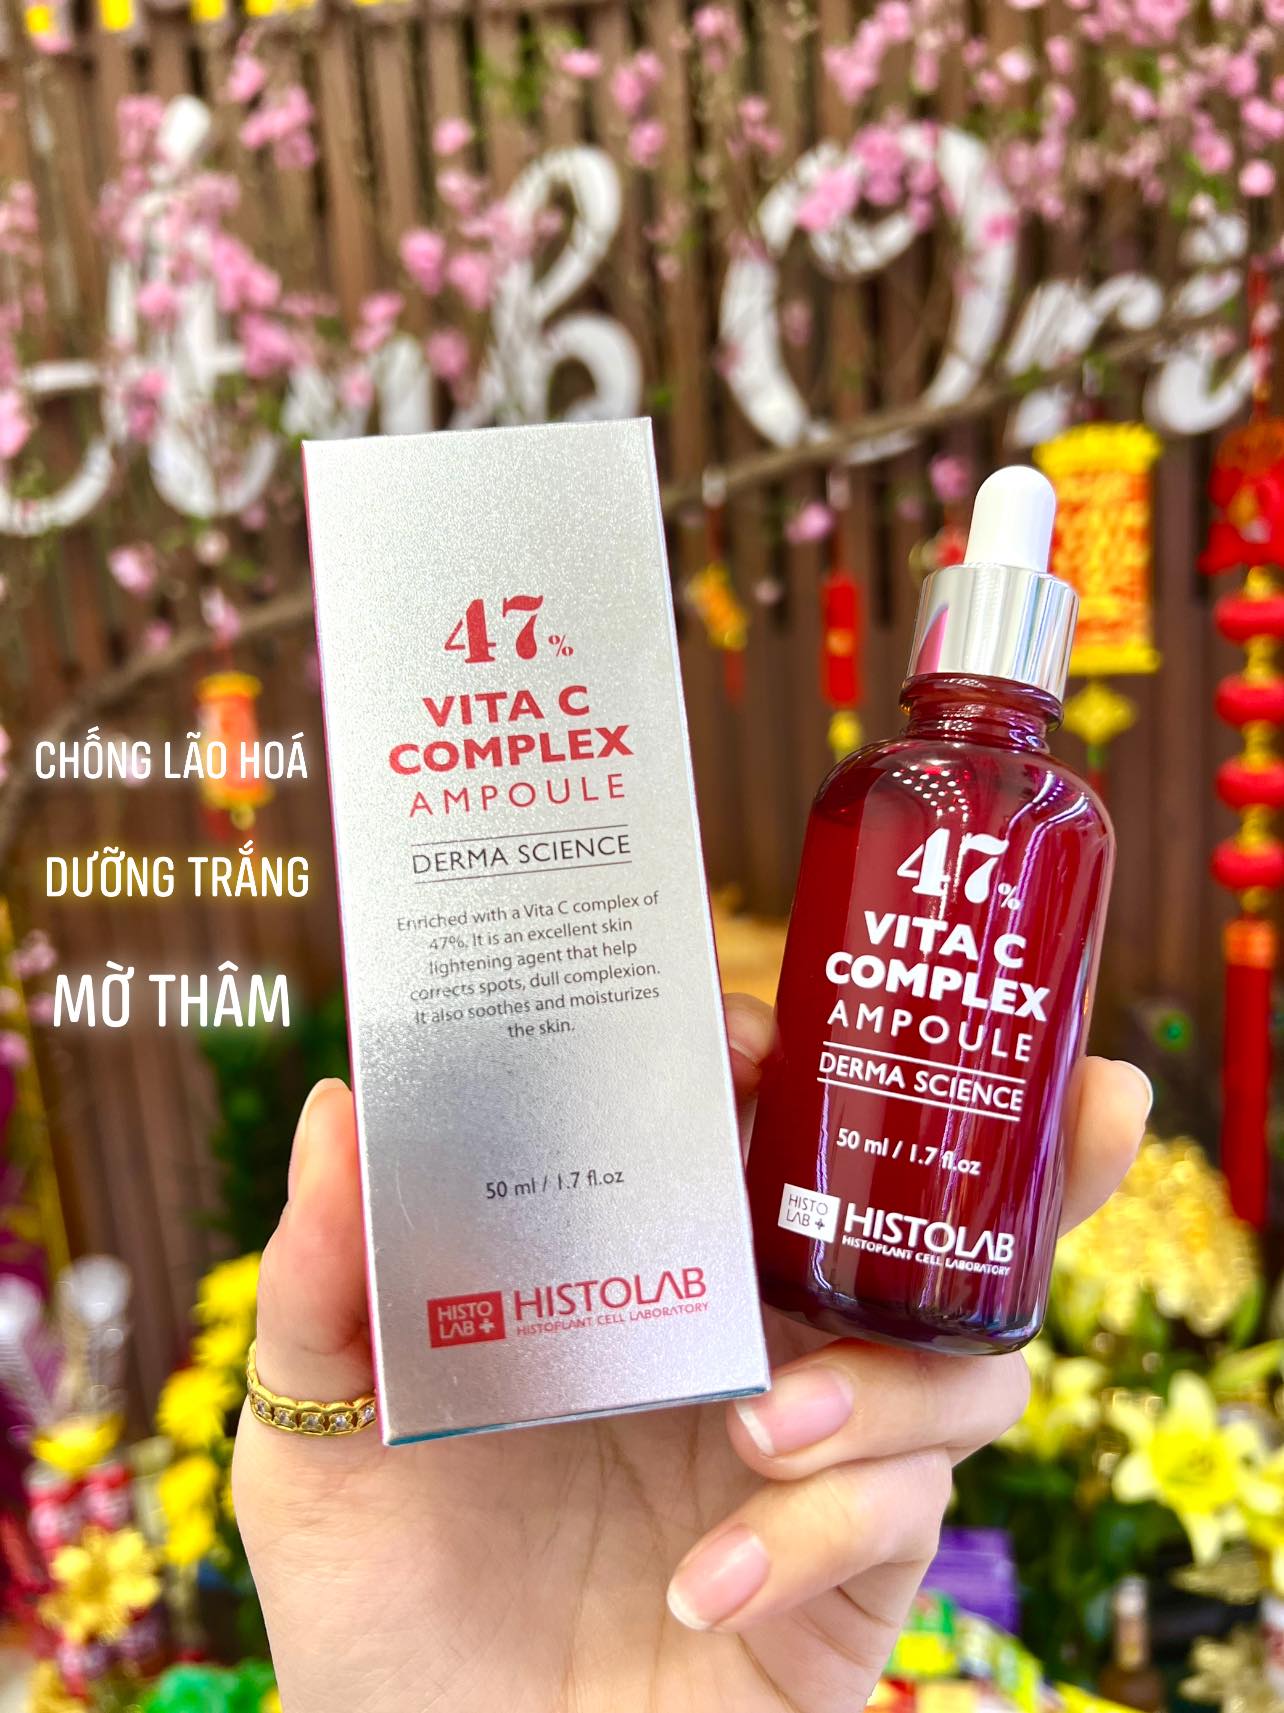 CHỐNG LÃO HOÁ
DƯỠNG TRẮNG
MỜ THÂM
47%
VITA C
COMPLEX
AMPOULE
DERMA SCIENCE
Enriched with a Vita C complex of
47%. It is an excellent skin
lightening agent that help
corrects spots, dull complexion.
It also soothes and moisturizes
the skin.
50 ml / 1.7 fl.oz
HISTO
LAB +
HISTOLAB
HISTOPLANT CELL LABORATORY
47%
VITA C
COMPLEX
AMPOULE
DERMA SCIENCE
50 ml / 1.7 fl.oz
HISTO
LAB +
HISTOLAB
HISTOPLANT CELL LABORATORY